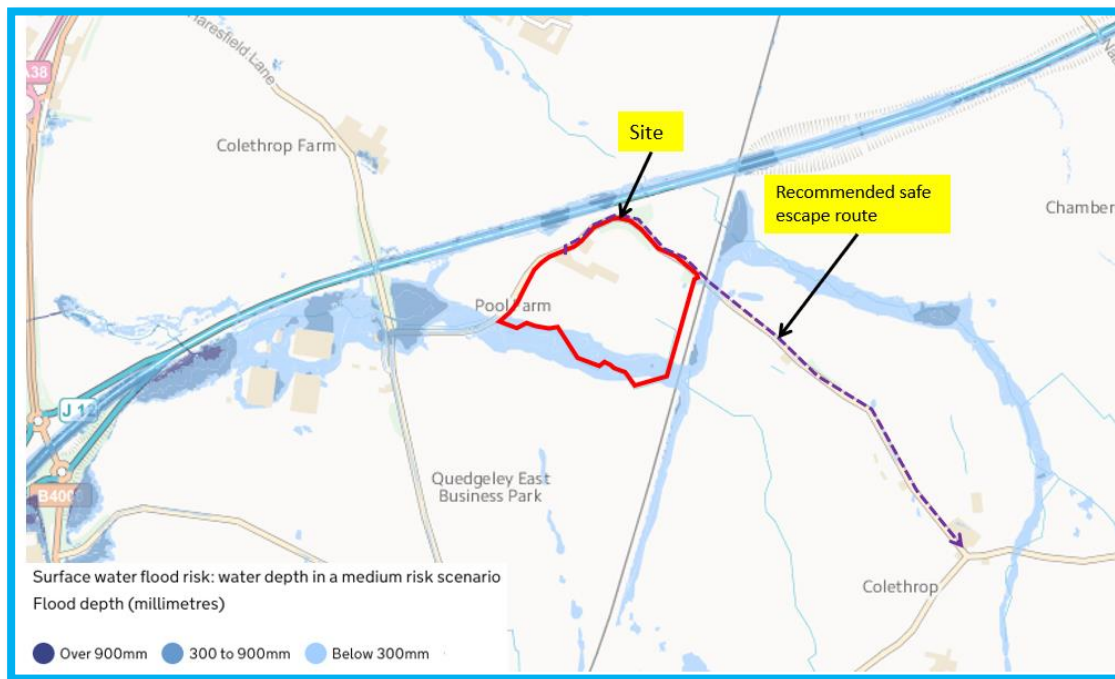 Haresfield Lane
A38
Colethrop Farm
Site
Recommended safe
escape route
Chamber
Pool Farm
J 12
Quedgeley East
Business Park
Colethrop
Surface water flood risk: water depth in a medium risk scenario
Flood depth (millimetres)
Over 900mm
300 to 900mm
Below 300mm